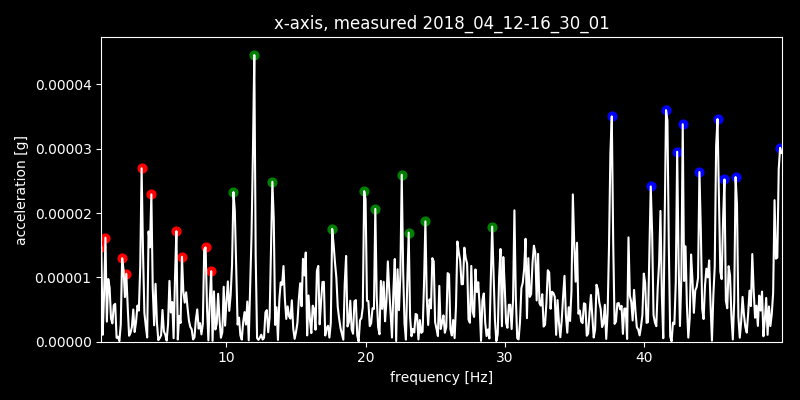 x-axis, measured 2018_04_12-16_30_01
acceleration [g]
0.00004
0.00003
0.00002
0.00001
0.00000
10 20 30 40
frequency [Hz]